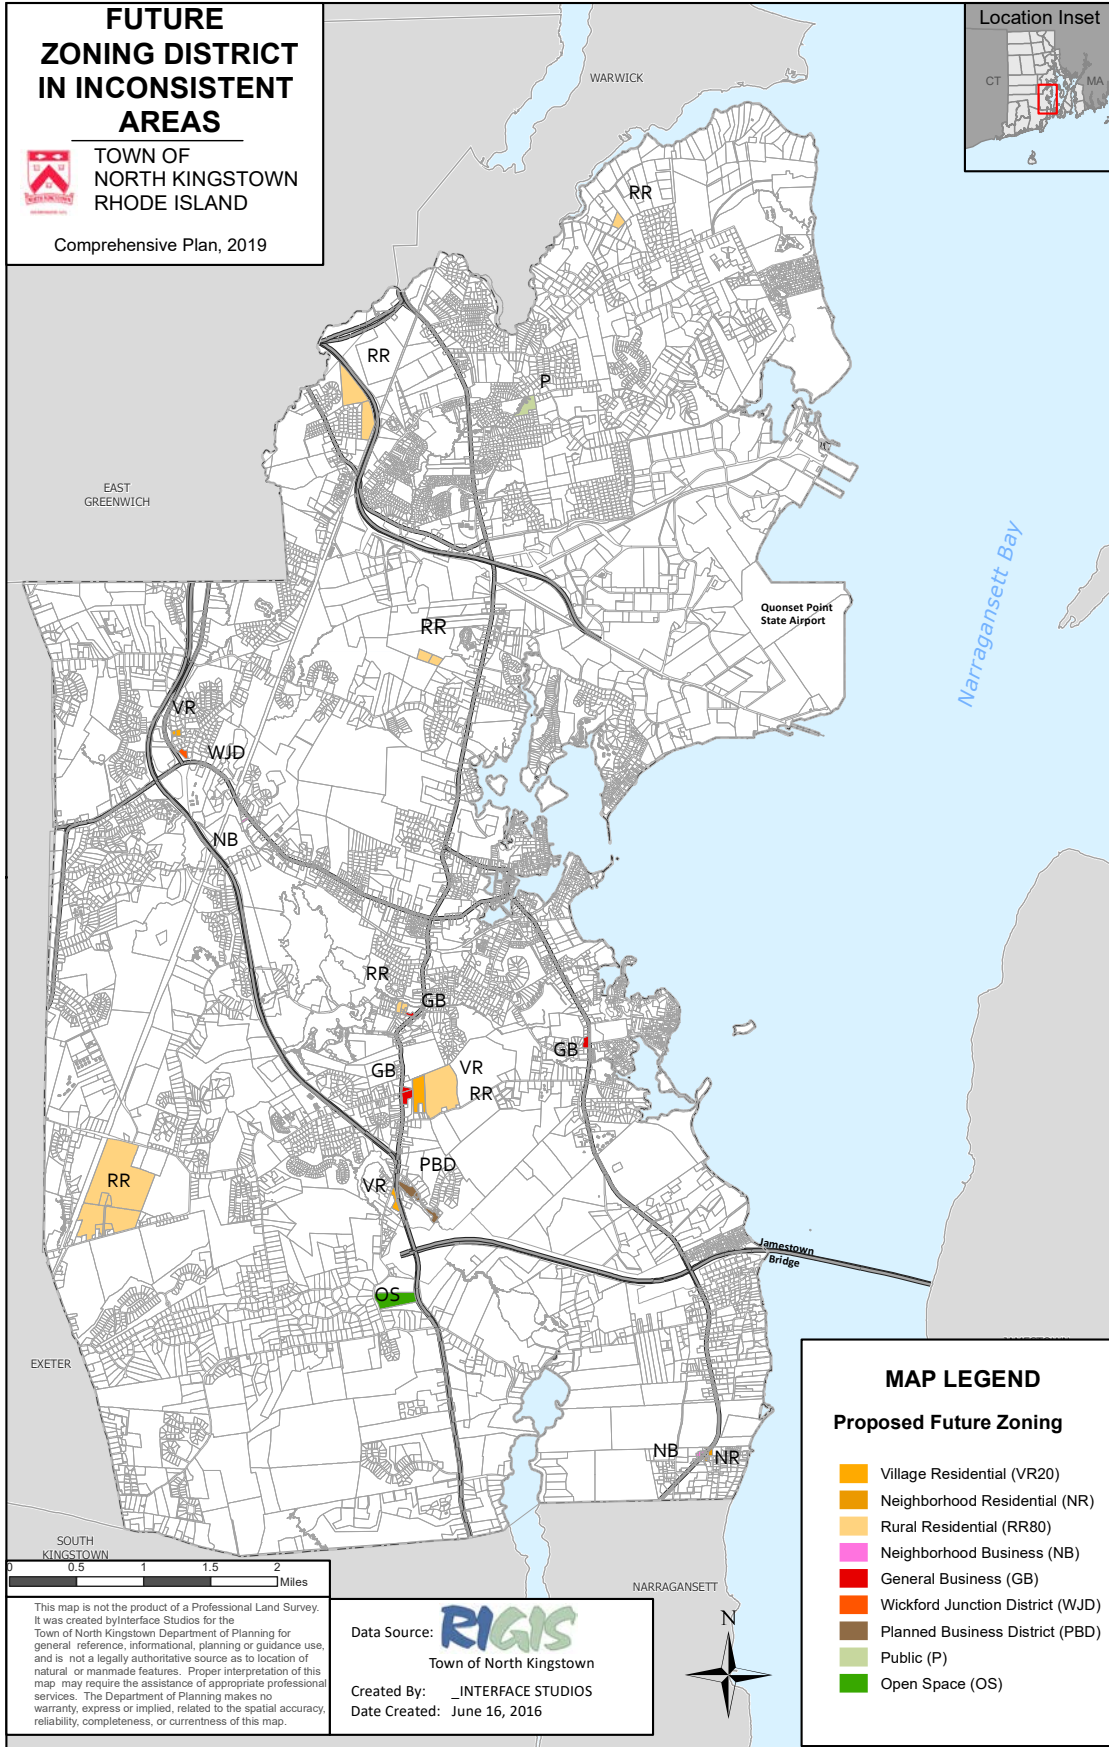 FUTURE
ZONING DISTRICT
IN INCONSISTENT
AREAS
TOWN OF
NORTH KINGSTOWN
RHODE ISLAND
Comprehensive Plan, 2019
Location Inset
CT
MA
WARWICK
RR
RR
P
EAST
GREENWICH
Narragansett Bay
Quonset Point
State Airport
RR
VR
WJD
NB
RR
GB
GB
GB
VR
RR
PBD
RR
VR
Jamestown
Bridge
OS
EXETER
NB
NR
SOUTH
KINGSTOWN
NARRAGANSETT
0 0.5 1 1.5 2
Miles
This map is not the product of a Professional Land Survey.
It was created byInterface Studios for the
Town of North Kingstown Department of Planning for
general reference, informational, planning or guidance use,
and is not a legally authoritative source as to location of
natural or manmade features. Proper interpretation of this
map may require the assistance of appropriate professional
services. The Department of Planning makes no
warranty, express or implied, related to the spatial accuracy,
reliability, completeness, or currentness of this map.
Data Source: RIGIS
Town of North Kingstown
Created By: _INTERFACE STUDIOS
Date Created: June 16, 2016
N
MAP LEGEND
Proposed Future Zoning
Village Residential (VR20)
Neighborhood Residential (NR)
Rural Residential (RR80)
Neighborhood Business (NB)
General Business (GB)
Wickford Junction District (WJD)
Planned Business District (PBD)
Public (P)
Open Space (OS)